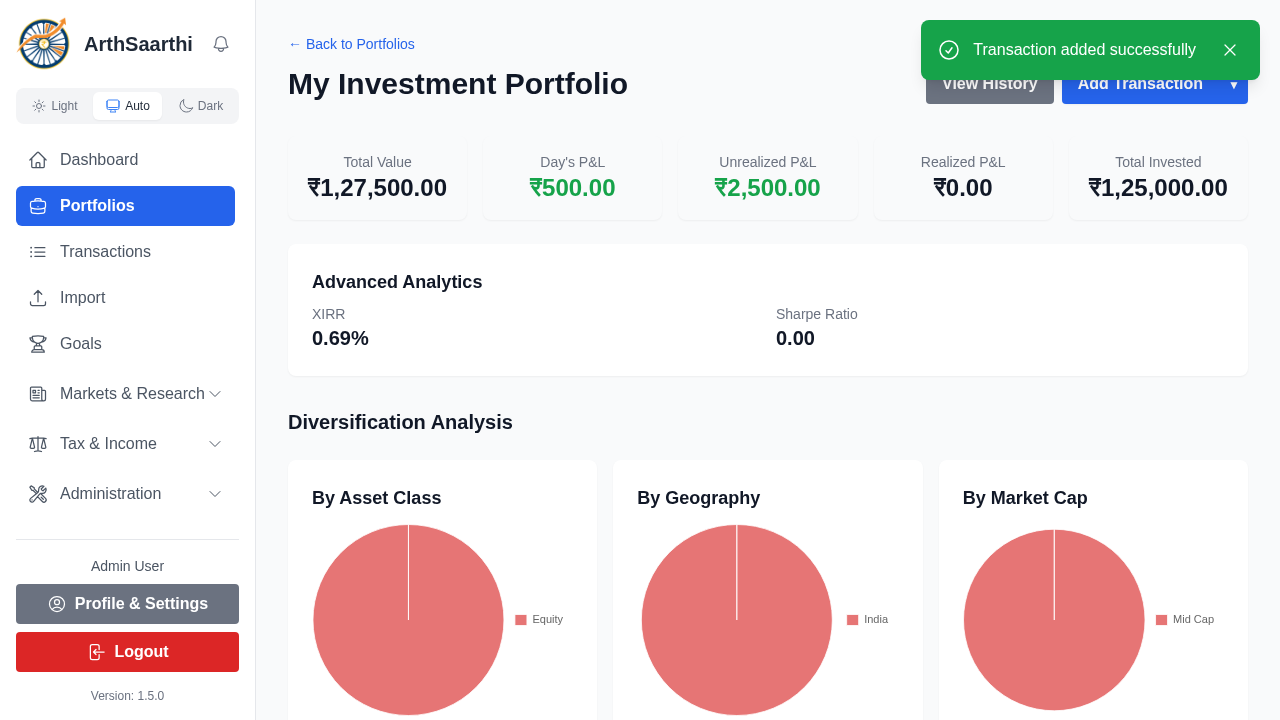 ArthSaarthi
Light
Auto
Dark
Dashboard
Portfolios
Transactions
Import
Goals
Markets & Research
Tax & Income
Administration
Admin User
Profile & Settings
Logout
Version: 1.5.0
← Back to Portfolios
My Investment Portfolio
Transaction added successfully
View History
Add Transaction
▼
Total Value
₹1,27,500.00
Day's P&L
₹500.00
Unrealized P&L
₹2,500.00
Realized P&L
₹0.00
Total Invested
₹1,25,000.00
Advanced Analytics
XIRR
0.69%
Sharpe Ratio
0.00
Diversification Analysis
By Asset Class
Equity
By Geography
India
By Market Cap
Mid Cap